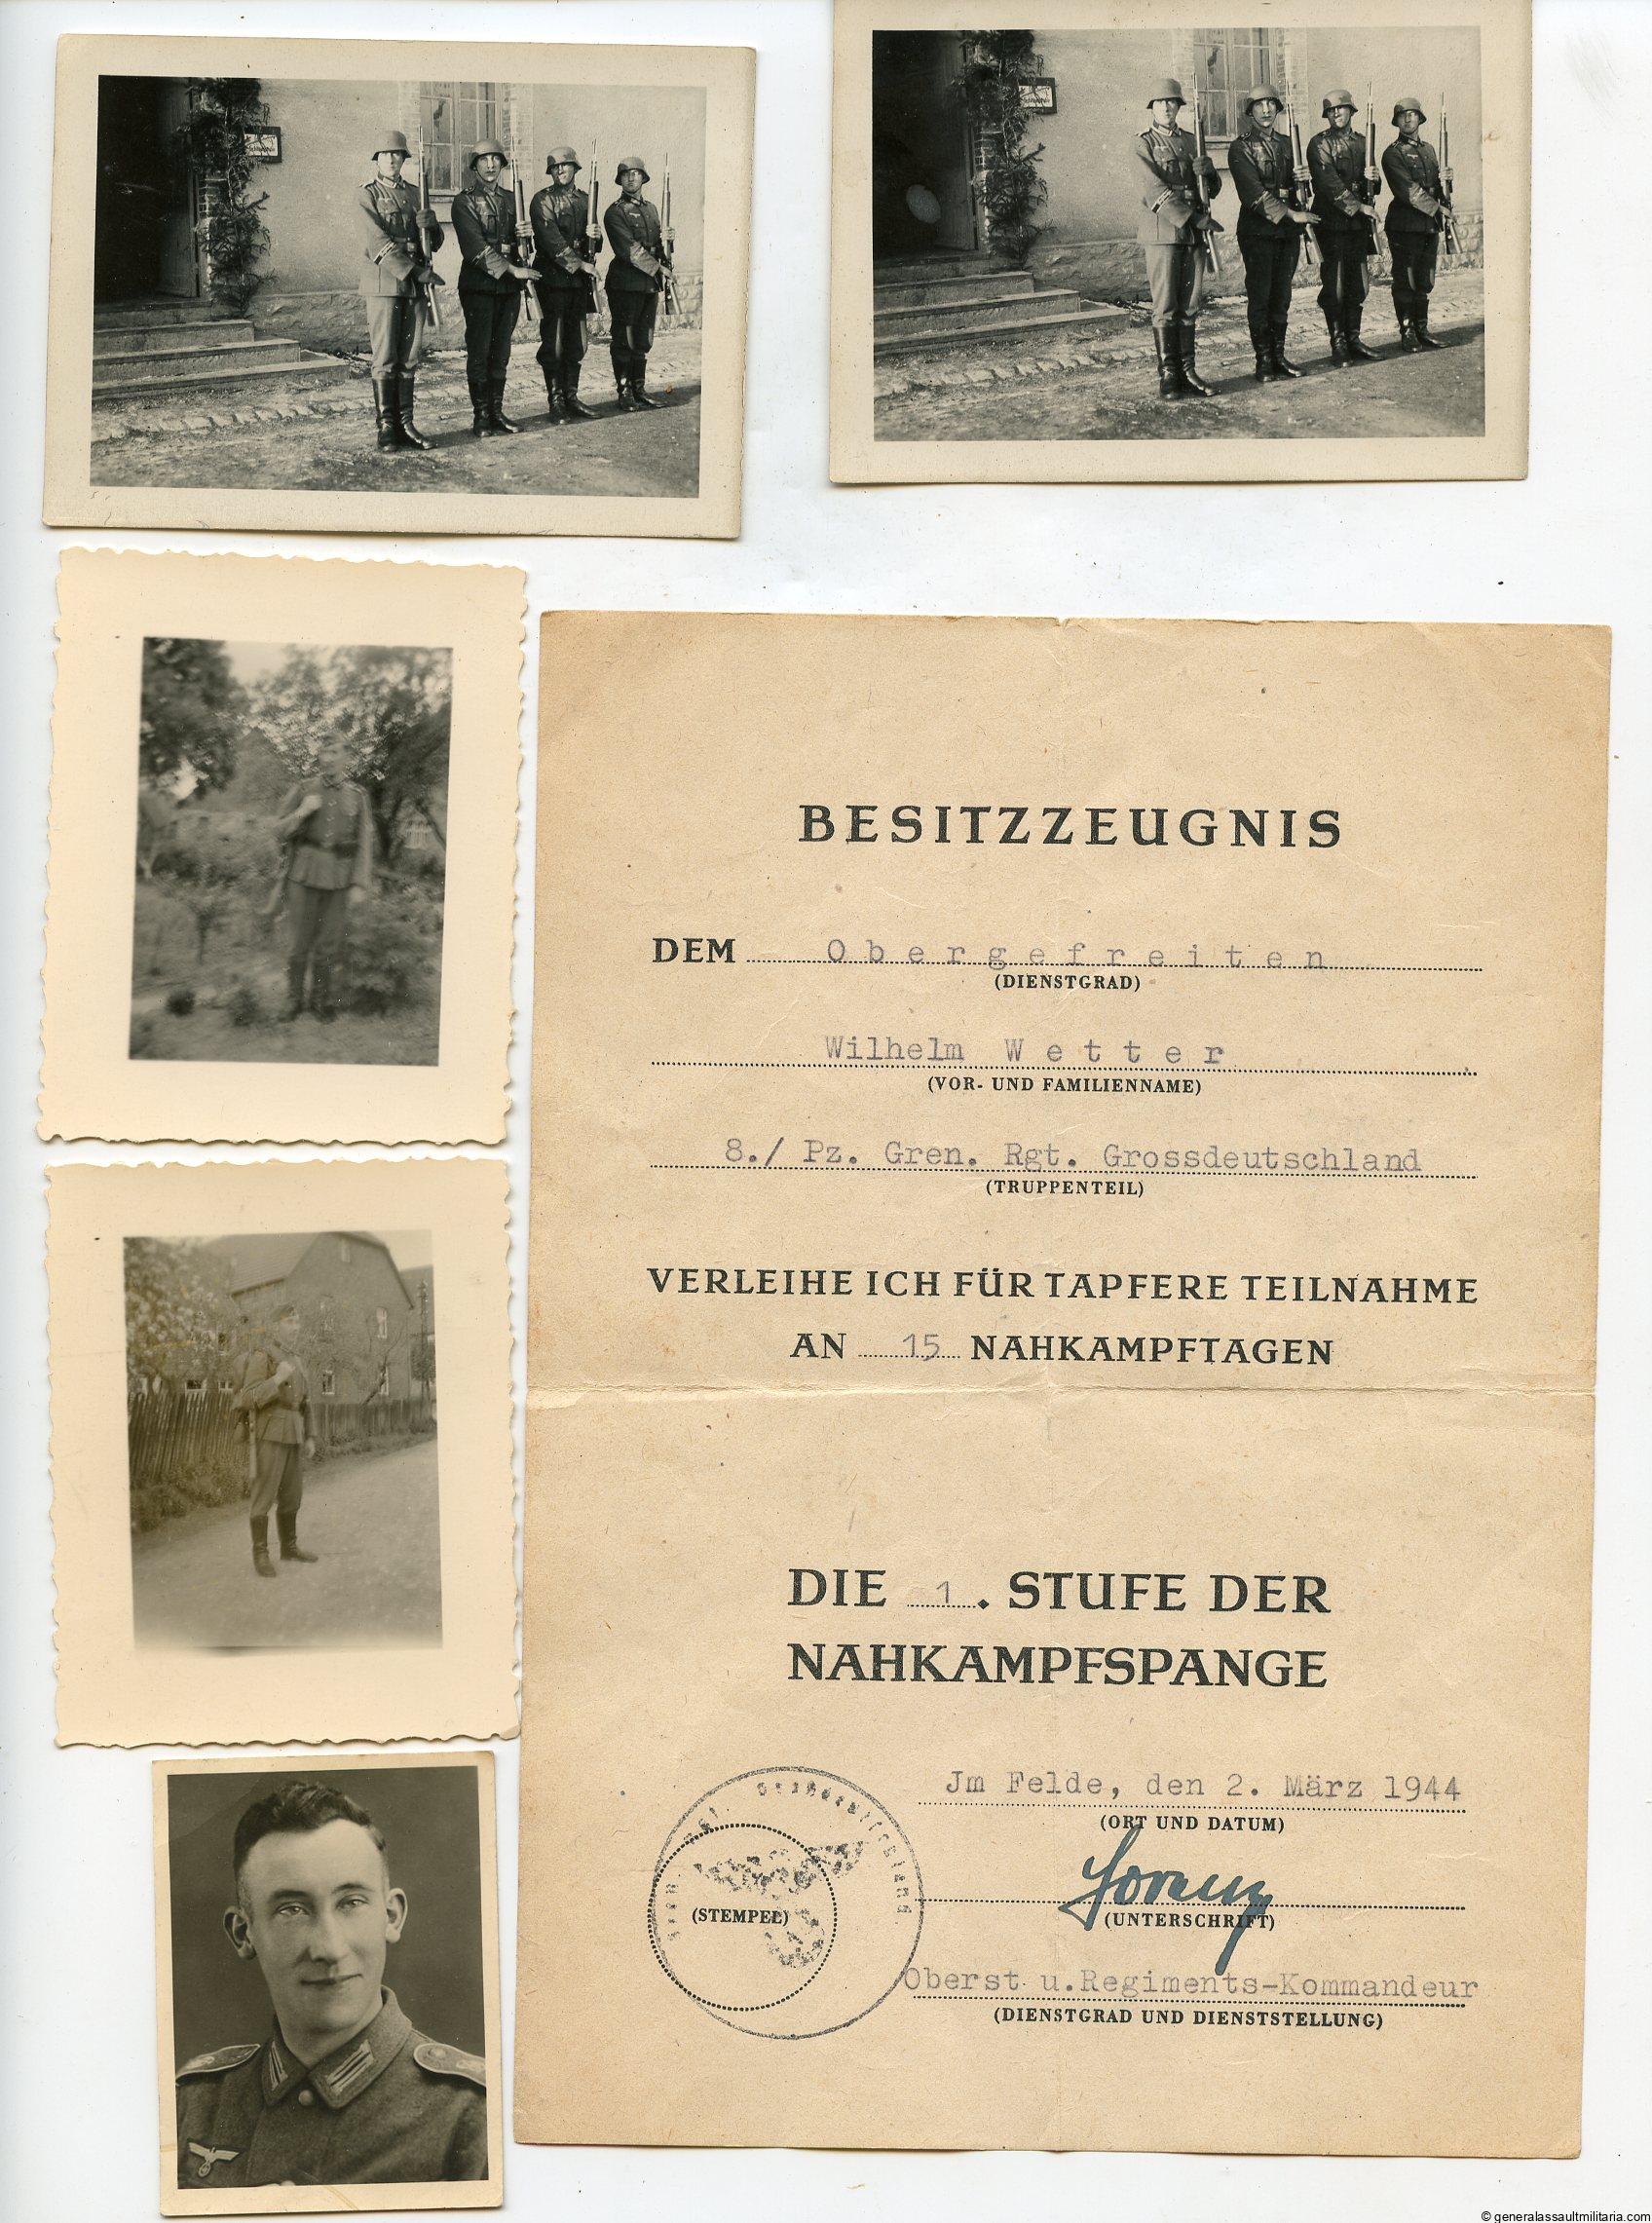 BESITZZEUGNIS
DEM Obergefreiten
(DIENSTGRAD)
Wilhelm Wetter
(VOR- UND FAMILIENNAME)
8./ Pz. Gren. Rgt. Grossdeutschland
(TRUPPENTEIL)
VERLEIHE ICH FÜR TAPFERE TEILNAHME
AN 15 NAHKAMPFTAGEN
DIE 1. STUFE DER
NAHKAMPFSPANGE
Jm Felde, den 2. März 1944
(ORT UND DATUM)
Lorenz
(STEMPEL)
(UNTERSCHRIFT)
Oberst u.Regiments-Kommandeur
(DIENSTGRAD UND DIENSTSTELLUNG)
© generalassaultmilitaria.com